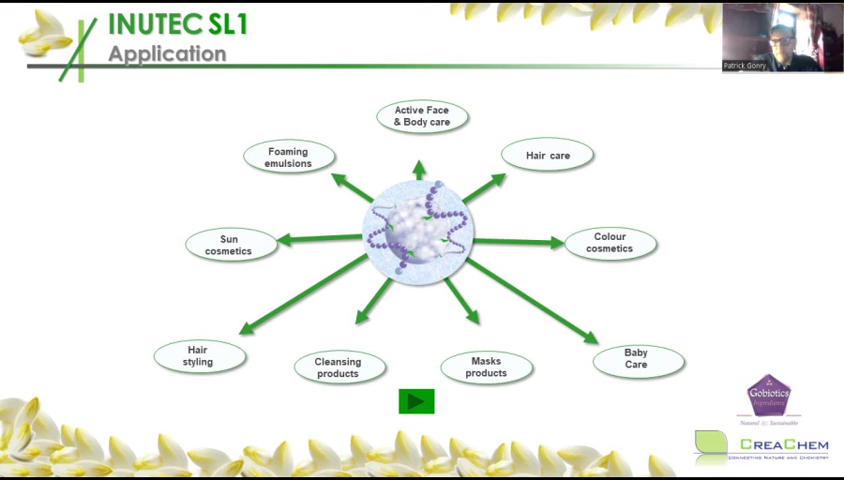 INUTEC SL1
Application
Patrick Gonry
Active Face
& Body care
Foaming
emulsions
Hair care
Sun
cosmetics
Colour
cosmetics
Hair
styling
Cleansing
products
Masks
products
Baby
Care
Gobiotics
Ingredients
Natural & Sustainable
CREACHEM
CONNECTING NATURE AND CHEMISTRY